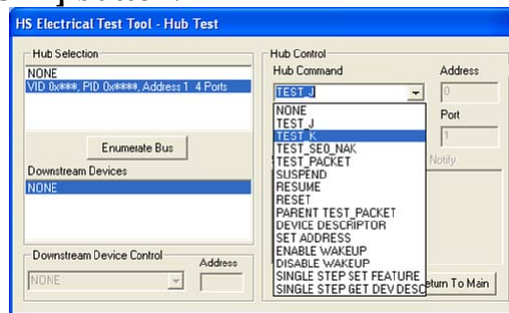 ] button.
HS Electrical Test Tool - Hub Test
Hub Selection
NONE
VID 0x***, PID 0x****, Address 1 4 Ports
Enumerate Bus
Downstream Devices
NONE
Downstream Device Control
Address
NONE
Hub Control
Hub Command
Address
TEST_J
0
NONE
TEST_J
TEST_K
TEST_SE0_NAK
TEST_PACKET
SUSPEND
RESUME
RESET
PARENT TEST_PACKET
DEVICE DESCRIPTOR
SET ADDRESS
ENABLE WAKEUP
DISABLE WAKEUP
SINGLE STEP SET FEATURE
SINGLE STEP GET DEV DESC
Port
1
Notify
eturn To Main